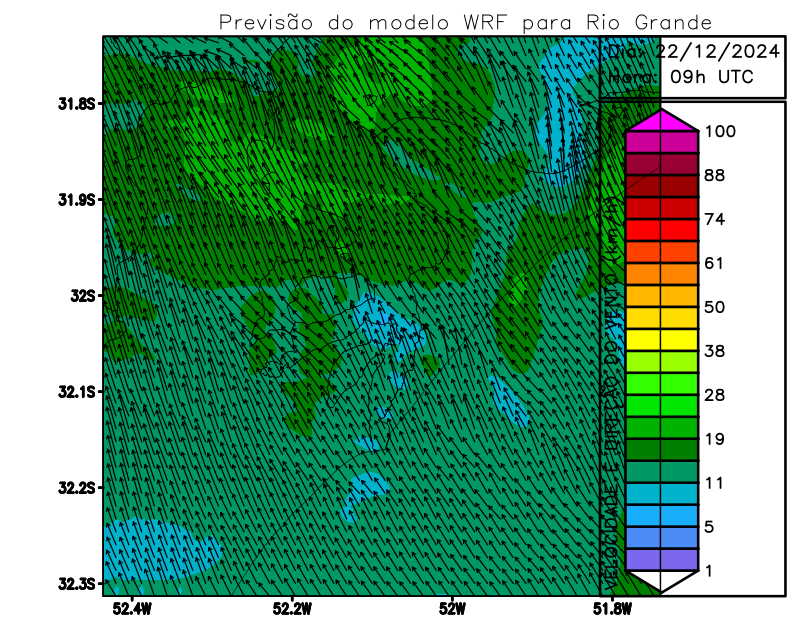 Previsão do modelo WRF para Rio Grande
Dia: 22/12/2024
Hora: 09h UTC
31.8S
31.9S
32S
32.1S
32.2S
32.3S
52.4W
52.2W
52W
51.8W
VELOCIDADE E DIREÇÃO DO VENTO (km/h)
100
88
74
61
50
38
28
19
11
5
1